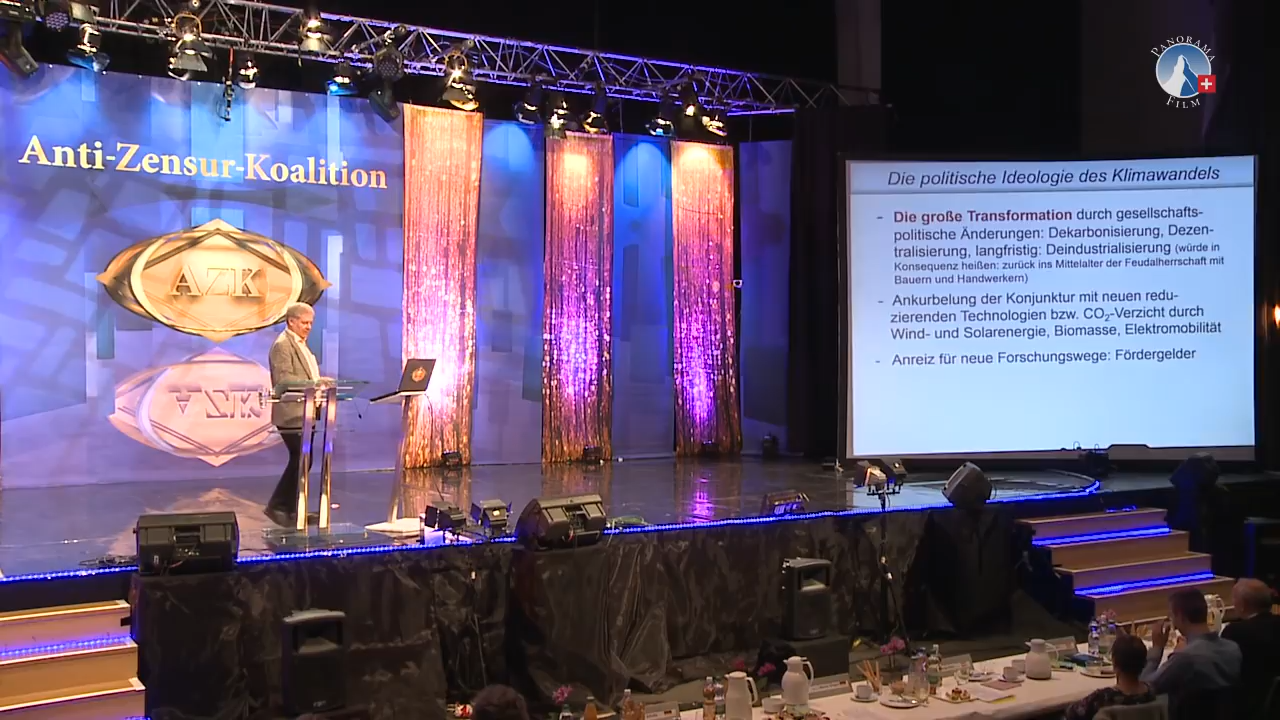 PANORAMA
FILM
Anti-Zensur-Koalition
AZK
AZK
Die politische Ideologie des Klimawandels
- Die große Transformation durch gesellschafts-
politische Änderungen: Dekarbonisierung, Dezen-
tralisierung, langfristig: Deindustrialisierung (würde in
Konsequenz heißen: zurück ins Mittelalter der Feudalherrschaft mit
Bauern und Handwerkern)
- Ankurbelung der Konjunktur mit neuen redu-
zierenden Technologien bzw. CO₂-Verzicht durch
Wind- und Solarenergie, Biomasse, Elektromobilität
- Anreiz für neue Forschungswege: Fördergelder